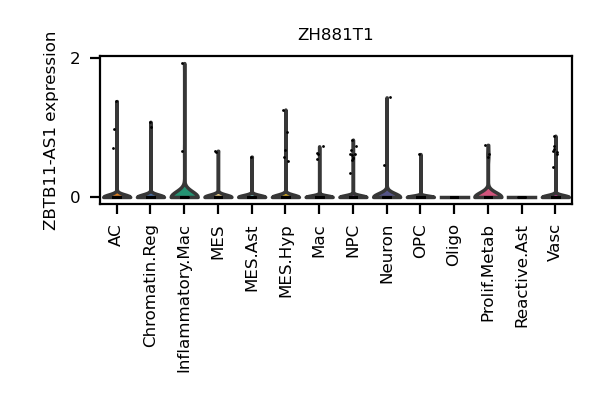 ZH881T1
ZBTB11-AS1 expression
2
0
AC
Chromatin.Reg
Inflammatory.Mac
MES
MES.Ast
MES.Hyp
Mac
NPC
Neuron
OPC
Oligo
Prolif.Metab
Reactive.Ast
Vasc